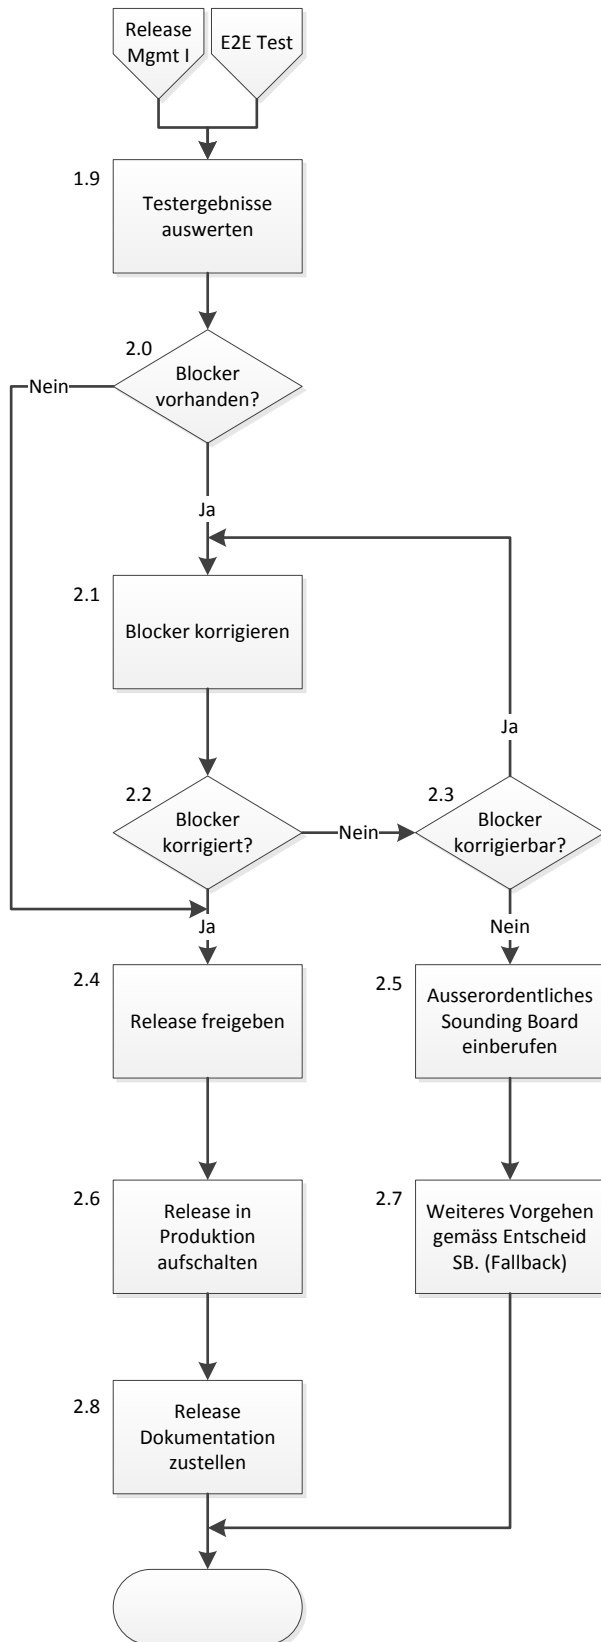 Release
Mgmt I
E2E Test
1.9
Testergebnisse
auswerten
2.0
Blocker
vorhanden?
Nein
Ja
2.1
Blocker korrigieren
Ja
2.2
Blocker
korrigiert?
Nein
2.3
Blocker
korrigierbar?
Ja
Nein
2.4
Release freigeben
2.5
Ausserordentliches
Sounding Board
einberufen
2.6
Release in
Produktion
aufschalten
2.7
Weiteres Vorgehen
gemäss Entscheid
SB. (Fallback)
2.8
Release
Dokumentation
zustellen